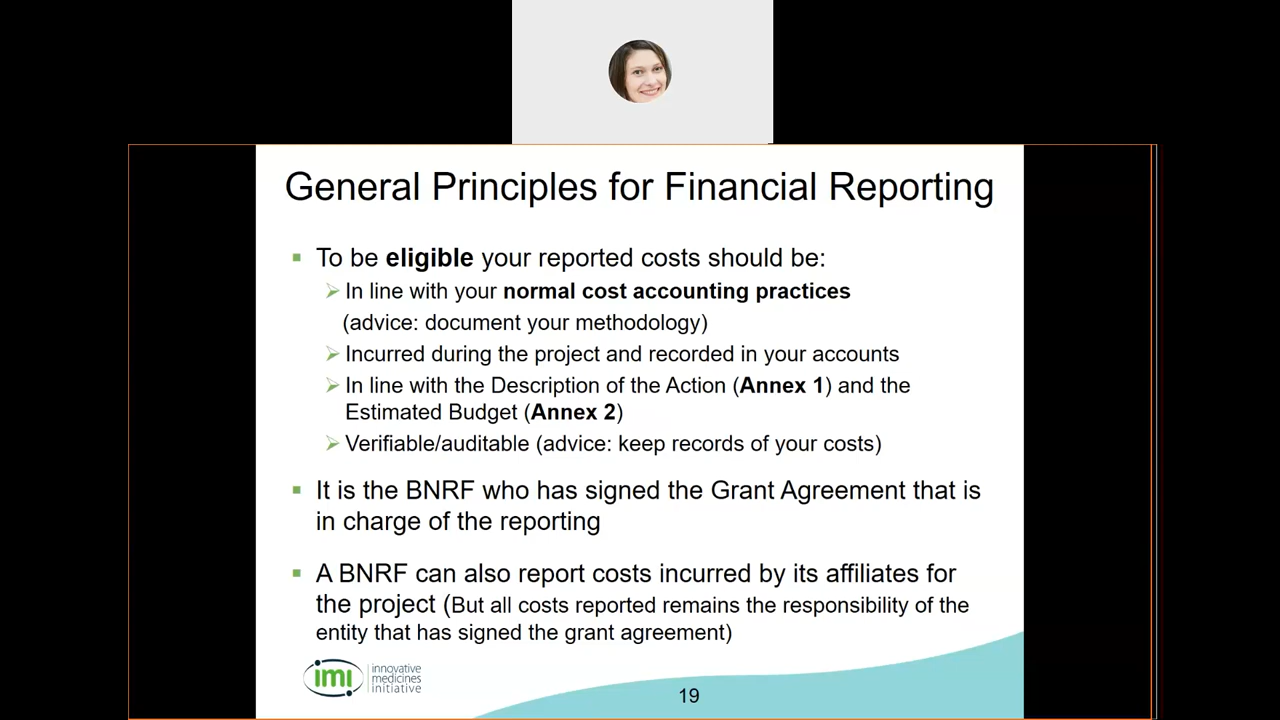 General Principles for Financial Reporting
To be eligible your reported costs should be:
In line with your normal cost accounting practices
(advice: document your methodology)
Incurred during the project and recorded in your accounts
In line with the Description of the Action (Annex 1) and the
Estimated Budget (Annex 2)
Verifiable/auditable (advice: keep records of your costs)
It is the BNRF who has signed the Grant Agreement that is
in charge of the reporting
A BNRF can also report costs incurred by its affiliates for
the project (But all costs reported remains the responsibility of the
entity that has signed the grant agreement)
imi
innovative
medicines
initiative
19